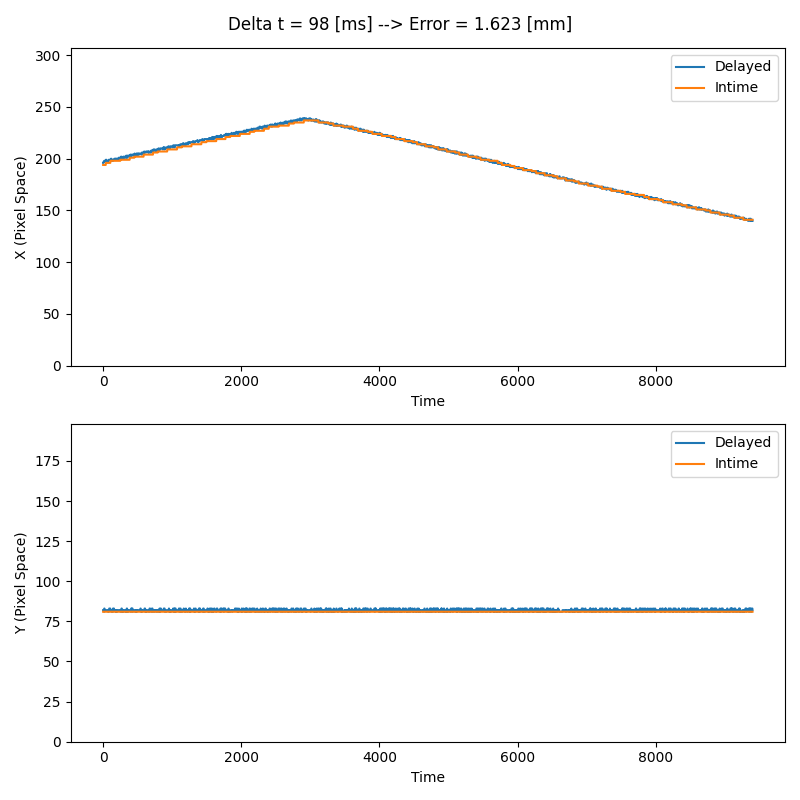 Delta t = 98 [ms] --> Error = 1.623 [mm]
300
250
200
150
100
50
0
X (Pixel Space)
Delayed
Intime
0 2000 4000 6000 8000
Time
175
150
125
100
75
50
25
0
Y (Pixel Space)
Delayed
Intime
0 2000 4000 6000 8000
Time